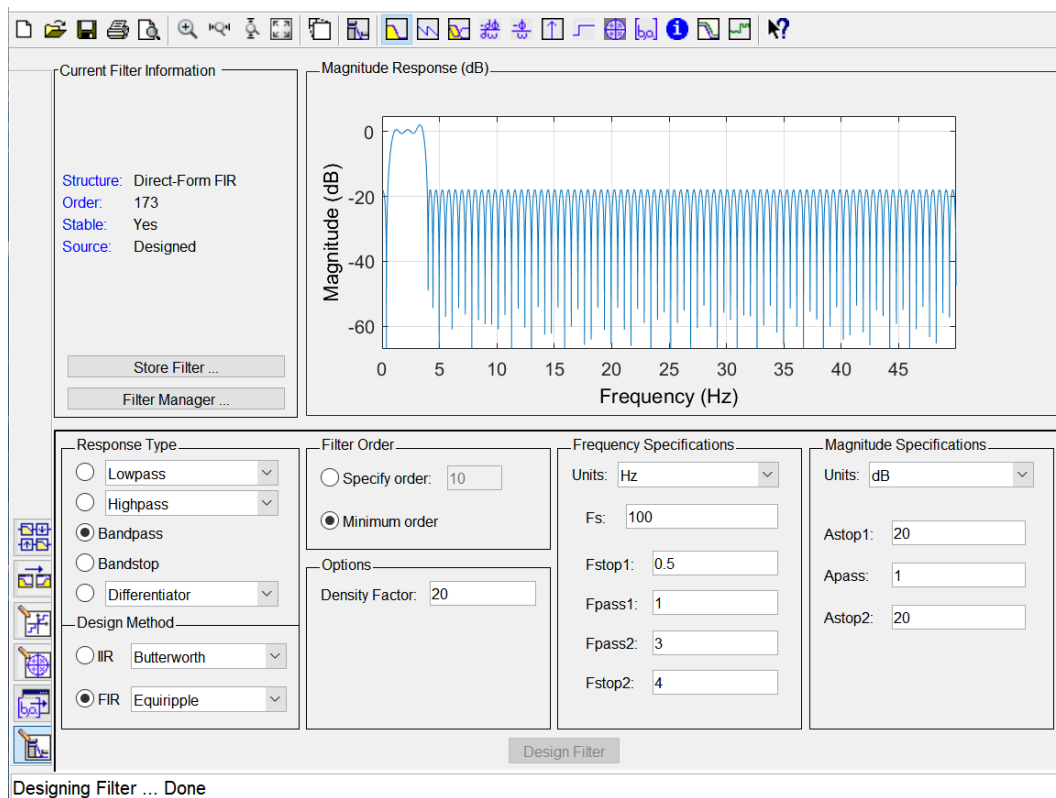 Current Filter Information
Structure: Direct-Form FIR
Order: 173
Stable: Yes
Source: Designed
Store Filter ...
Filter Manager ...
Magnitude Response (dB)
Magnitude (dB)
0
-20
-40
-60
0 5 10 15 20 25 30 35 40 45
Frequency (Hz)
Response Type
Lowpass
Highpass
Bandpass
Bandstop
Differentiator
Design Method
IIR Butterworth
FIR Equiripple
Filter Order
Specify order: 10
Minimum order
Options
Density Factor: 20
Frequency Specifications
Units: Hz
Fs: 100
Fstop1: 0.5
Fpass1: 1
Fpass2: 3
Fstop2: 4
Magnitude Specifications
Units: dB
Astop1: 20
Apass: 1
Astop2: 20
Design Filter
Designing Filter ... Done